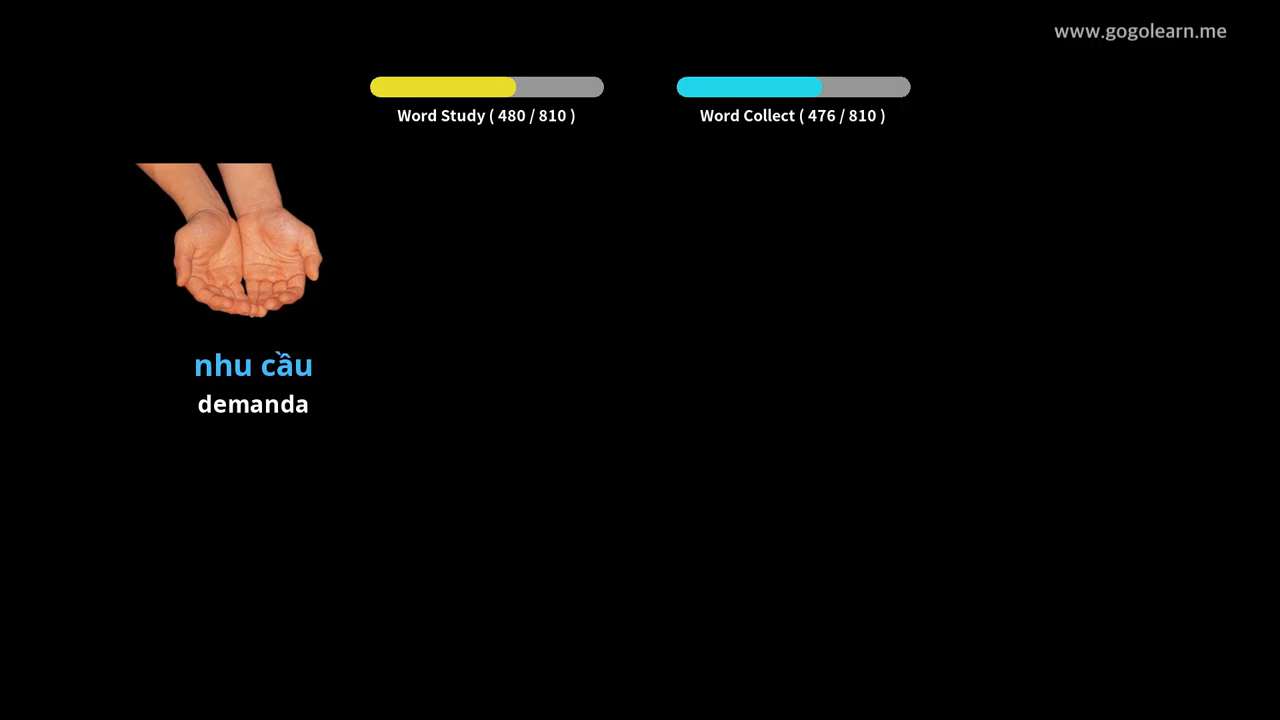 www.gogolearn.me
Word Study ( 480 / 810 )
Word Collect ( 476 / 810 )
nhu cầu
demanda